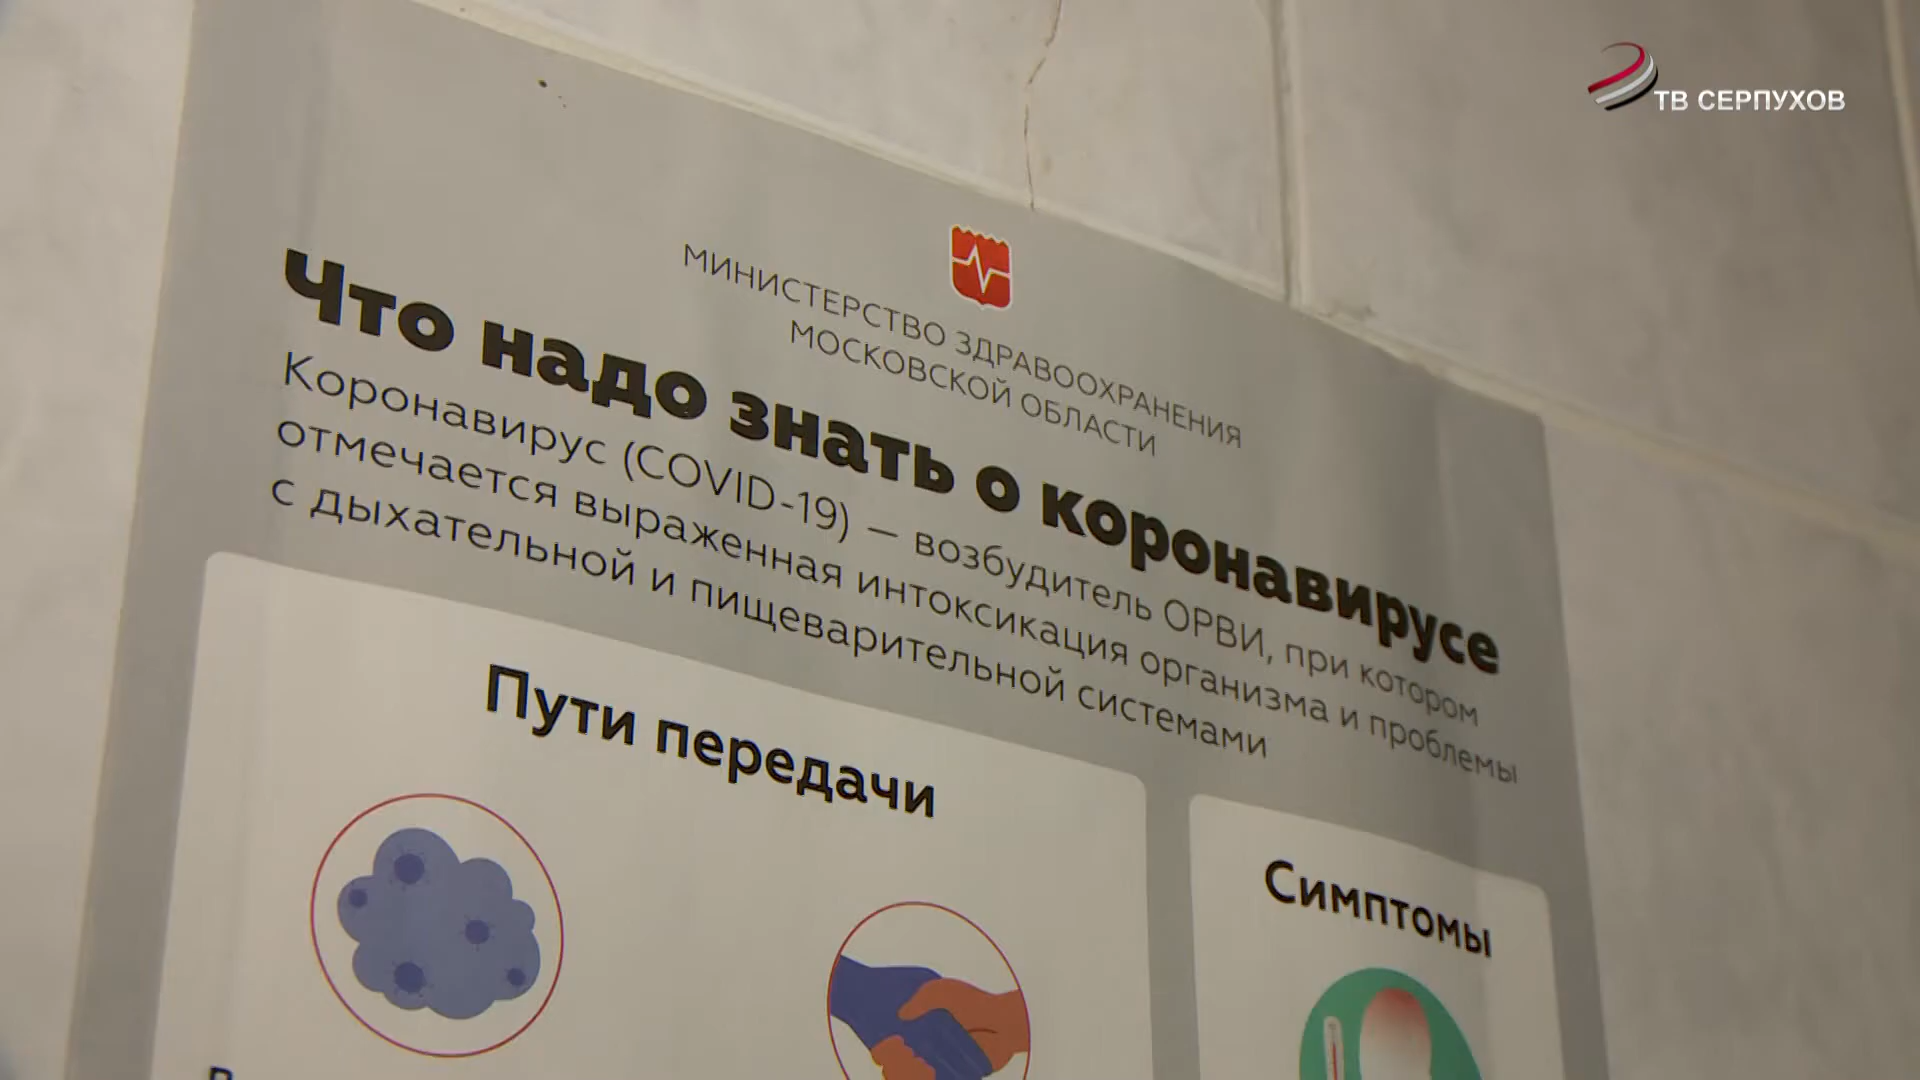 ТВ СЕРПУХОВ
МИНИСТЕРСТВО ЗДРАВООХРАНЕНИЯ
МОСКОВСКОЙ ОБЛАСТИ
Что надо знать о коронавирусе
Коронавирус (COVID-19) — возбудитель ОРВИ, при котором
отмечается выраженная интоксикация организма и проблемы
с дыхательной и пищеварительной системами
Пути передачи
Симптомы